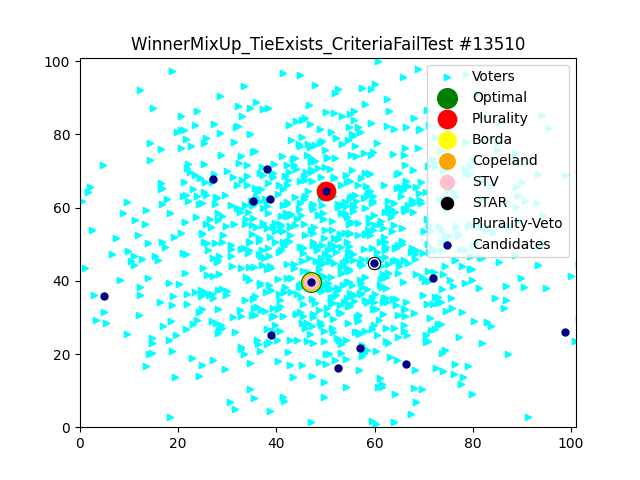 WinnerMixUp_TieExists_CriteriaFailTest #13510
100
80
60
40
20
0
0
20
40
60
80
100
Voters
Optimal
Plurality
Borda
Copeland
STV
STAR
Plurality-Veto
Candidates